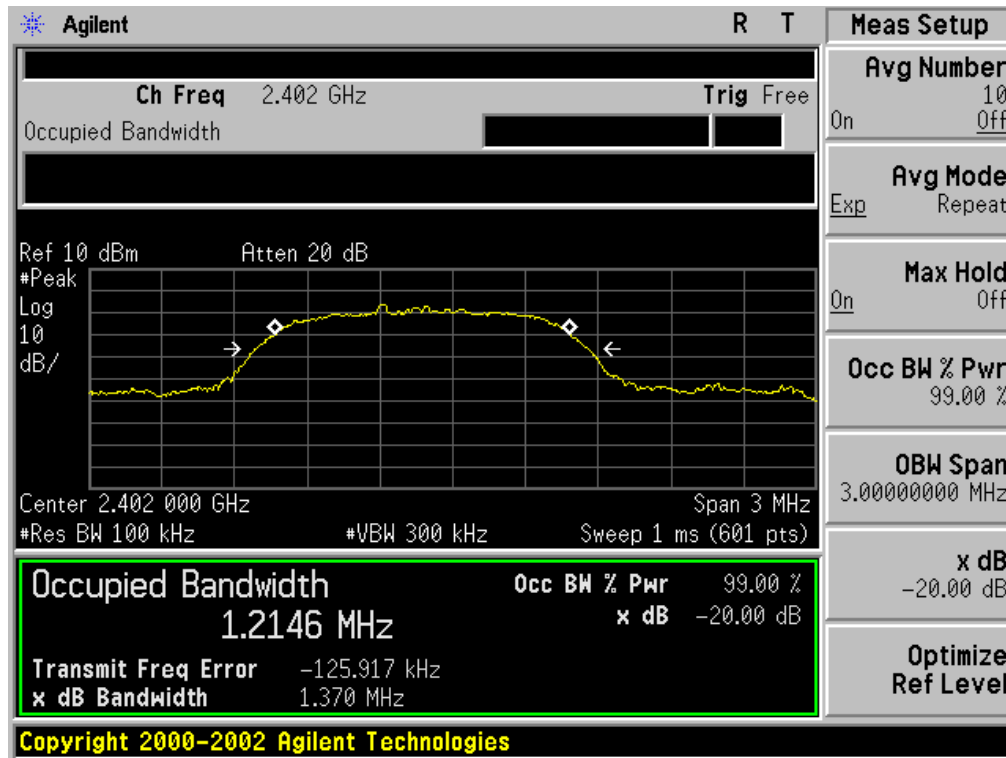 Agilent R T
Ch Freq 2.402 GHz Trig Free
Occupied Bandwidth
Ref 10 dBm Atten 20 dB
#Peak
Log
10
dB/
Center 2.402 000 GHz Span 3 MHz
#Res BW 100 kHz #VBW 300 kHz Sweep 1 ms (601 pts)
Occupied Bandwidth Occ BW % Pwr 99.00 %
1.2146 MHz x dB -20.00 dB
Transmit Freq Error -125.917 kHz
x dB Bandwidth 1.370 MHz
Copyright 2000-2002 Agilent Technologies
Meas Setup
Avg Number
10
On Off
Avg Mode
Exp Repeat
Max Hold
On Off
Occ BW % Pwr
99.00 %
OBW Span
3.00000000 MHz
x dB
-20.00 dB
Optimize
Ref Level